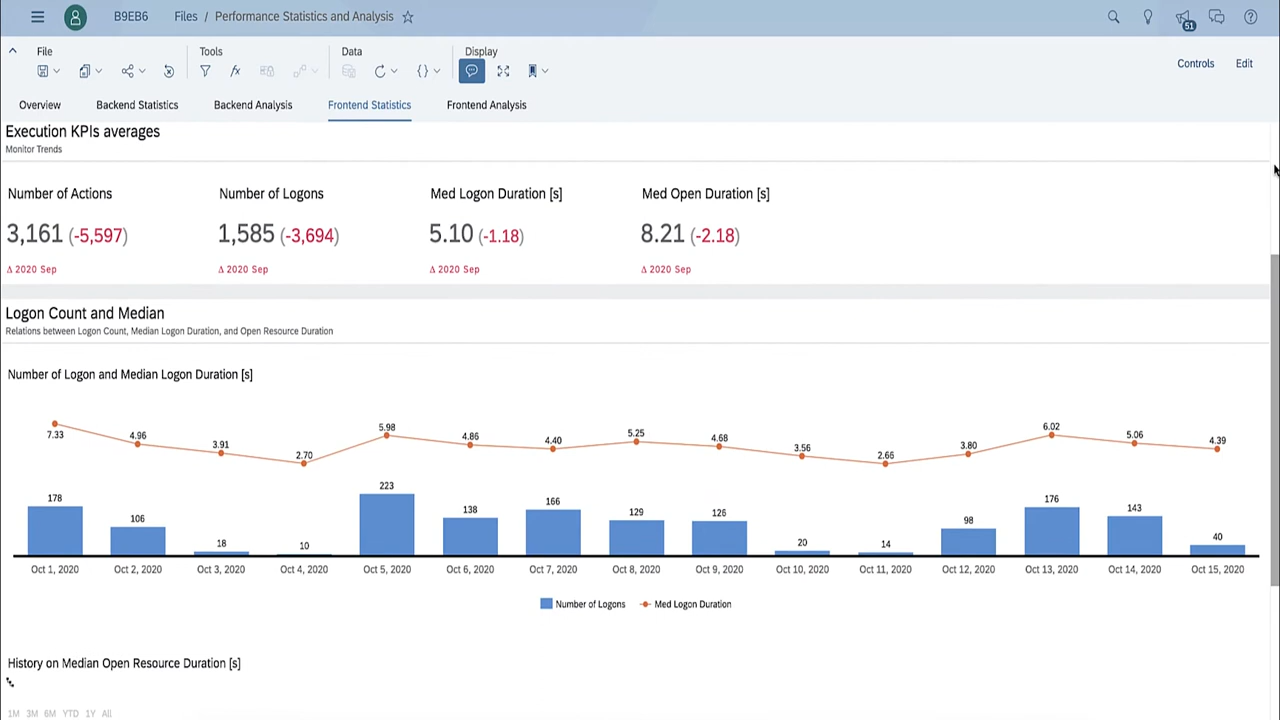 B9EB6 Files / Performance Statistics and Analysis
51
File Tools Data Display
Controls Edit
Overview Backend Statistics Backend Analysis Frontend Statistics Frontend Analysis
Execution KPIs averages
Monitor Trends
Number of Actions Number of Logons Med Logon Duration [s] Med Open Duration [s]
3,161 (-5,597) 1,585 (-3,694) 5.10 (-1.18) 8.21 (-2.18)
Δ 2020 Sep Δ 2020 Sep Δ 2020 Sep Δ 2020 Sep
Logon Count and Median
Relations between Logon Count, Median Logon Duration, and Open Resource Duration
Number of Logon and Median Logon Duration [s]
7.33 4.96 3.91 2.70 5.98 4.86 4.40 5.25 4.68 3.56 2.66 3.80 6.02 5.06 4.39
178 106 18 10 223 138 166 129 126 20 14 98 176 143 40
Oct 1, 2020 Oct 2, 2020 Oct 3, 2020 Oct 4, 2020 Oct 5, 2020 Oct 6, 2020 Oct 7, 2020 Oct 8, 2020 Oct 9, 2020 Oct 10, 2020 Oct 11, 2020 Oct 12, 2020 Oct 13, 2020 Oct 14, 2020 Oct 15, 2020
Number of Logons Med Logon Duration
History on Median Open Resource Duration [s]
1M 3M 6M YTD 1Y All